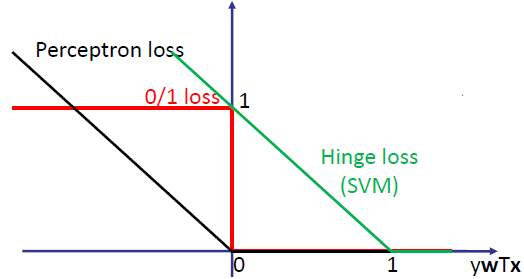 Perceptron loss
0/1 loss
1
Hinge loss
(SVM)
0
1
ywTx